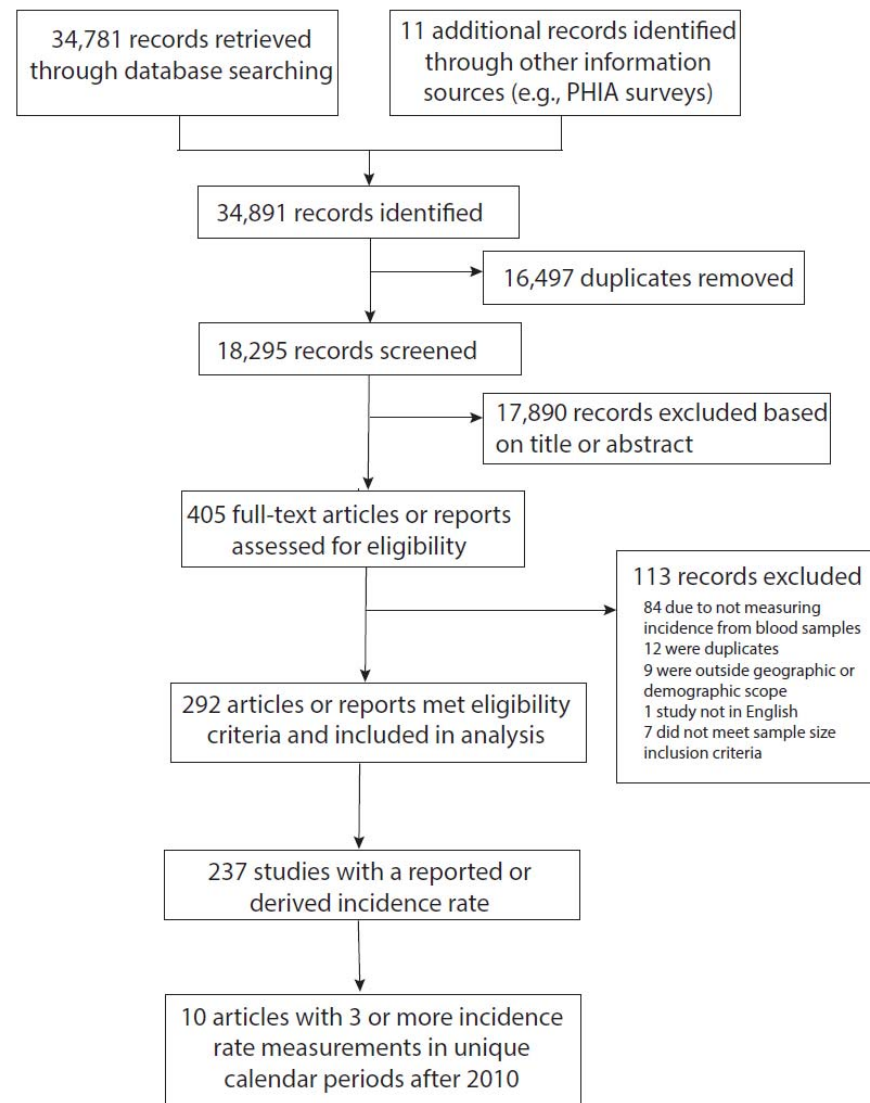 34,781 records retrieved
through database searching
11 additional records identified
through other information
sources (e.g., PHIA surveys)
34,891 records identified
16,497 duplicates removed
18,295 records screened
17,890 records excluded based
on title or abstract
405 full-text articles or reports
assessed for eligibility
113 records excluded
84 due to not measuring
incidence from blood samples
12 were duplicates
9 were outside geographic or
demographic scope
1 study not in English
7 did not meet sample size
inclusion criteria
292 articles or reports met eligibility
criteria and included in analysis
237 studies with a reported or
derived incidence rate
10 articles with 3 or more incidence
rate measurements in unique
calendar periods after 2010